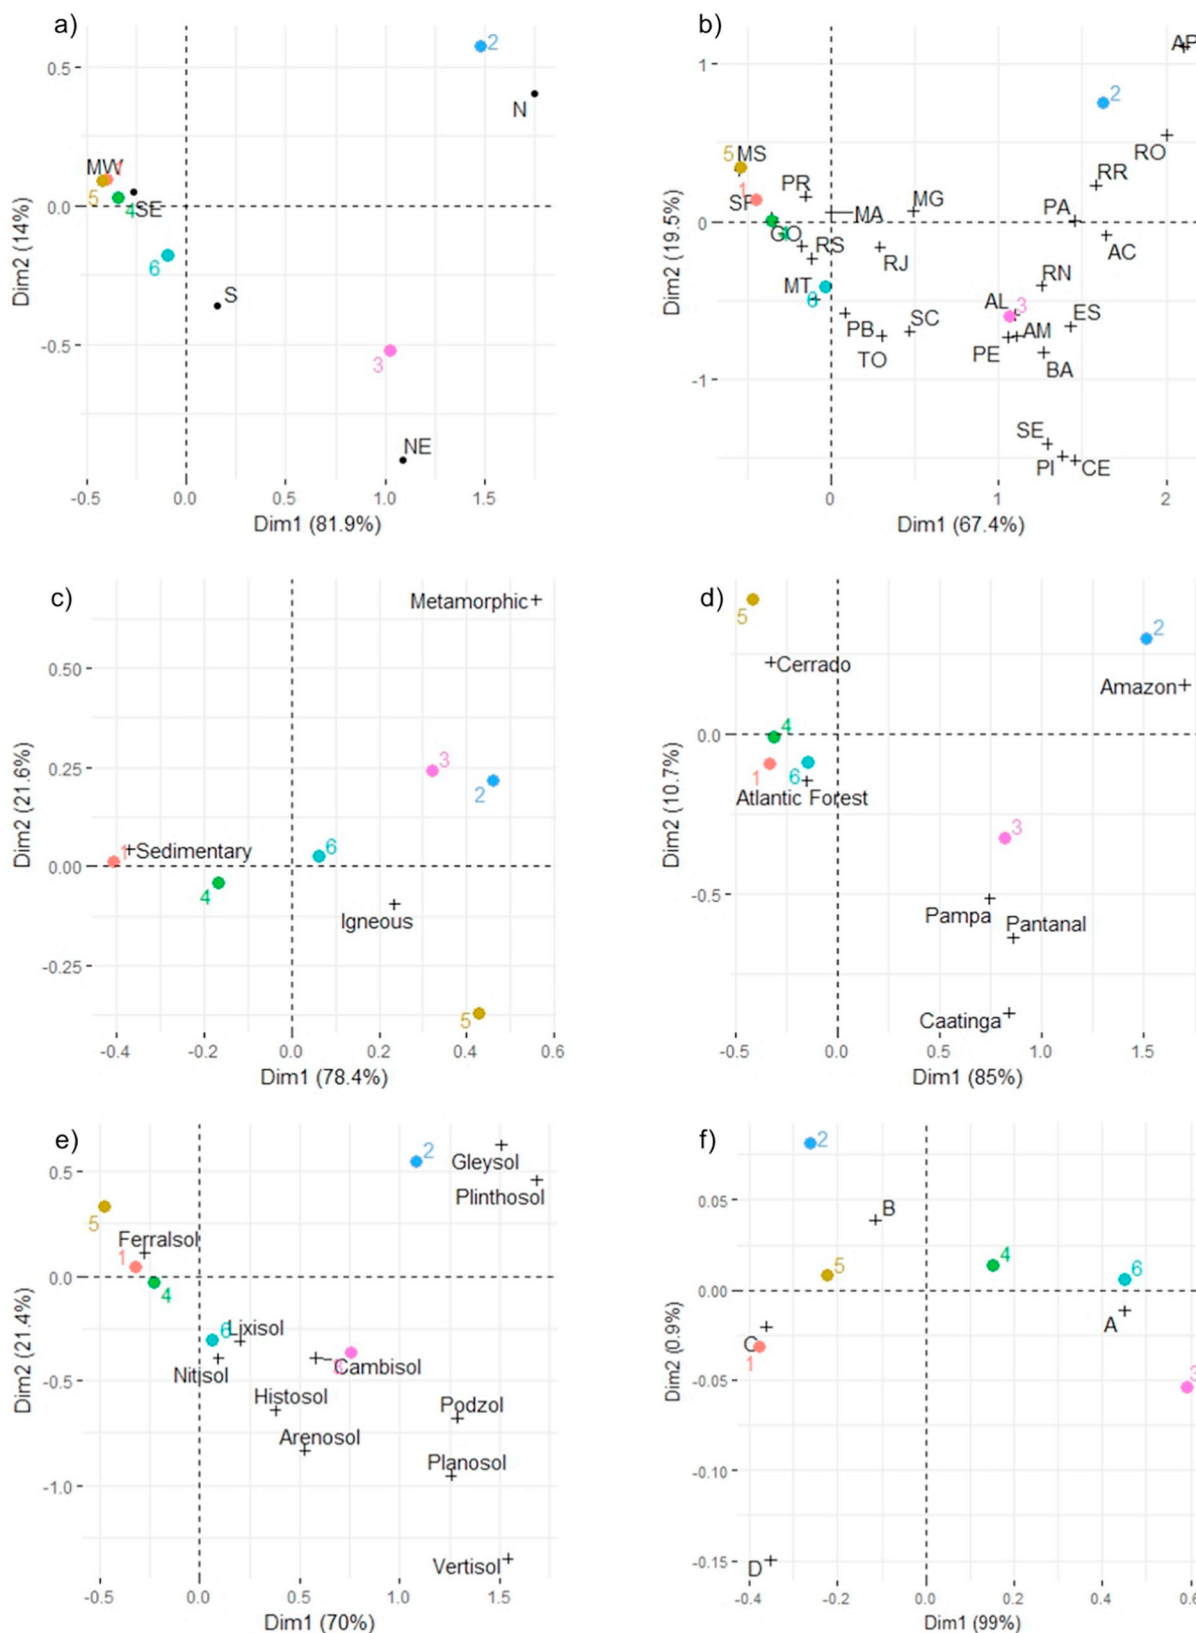 a)
2
0.5
N
MW 1
5
4 SE
0.0
6
S
-0.5
3
NE
-0.5
0.0
0.5
1.0
1.5
Dim1 (81.9%)
Dim2 (14%)
b)
AP
1
2
RO
5 MS
RR
1
PR
SP
MA
MG
PA
0
GO
4
RS
RJ
AC
RN
MT
6
AL
3
ES
PB
SC
AM
TO
PE
BA
-1
SE
PI
CE
0
1
2
Dim1 (67.4%)
Dim2 (19.5%)
c)
Metamorphic
0.50
3
0.25
2
1
Sedimentary
6
0.00
4
Igneous
-0.25
5
-0.4
-0.2
0.0
0.2
0.4
0.6
Dim1 (78.4%)
Dim2 (21.6%)
d)
5
2
Cerrado
Amazon
4
0.0
1
6
Atlantic Forest
3
-0.5
Pampa
Pantanal
Caatinga
-0.5
0.0
0.5
1.0
1.5
Dim1 (85%)
Dim2 (10.7%)
e)
2
Gleysol
0.5
Plinthosol
5
Ferralsol
1
0.0
4
6
Lixisol
Nitisol
3
Cambisol
-0.5
Histosol
Podzol
Arenosol
Planosol
-1.0
Vertisol
-0.5
0.0
0.5
1.0
1.5
Dim1 (70%)
Dim2 (21.4%)
f)
2
0.05
B
4
5
6
0.00
A
C
1
-0.05
3
-0.10
D
-0.15
-0.4
-0.2
0.0
0.2
0.4
0.6
Dim1 (99%)
Dim2 (0.9%)